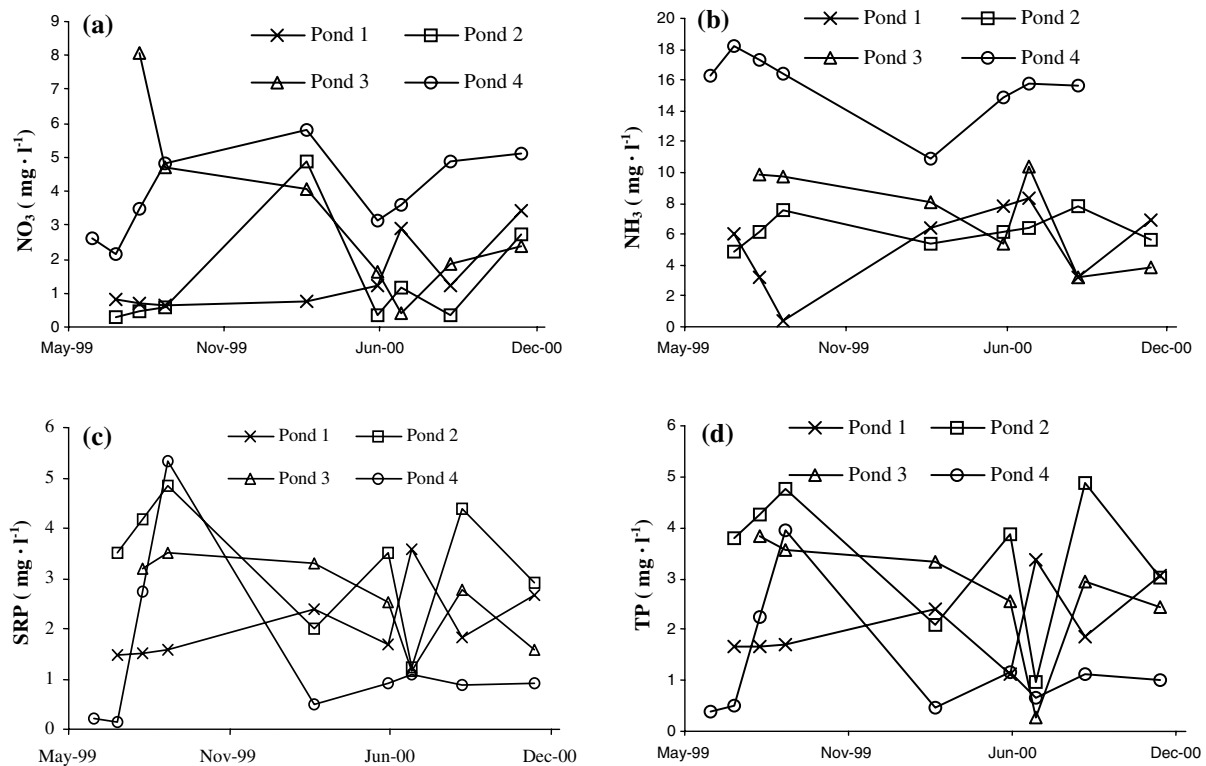 (a)
Pond 1
Pond 2
Pond 3
Pond 4
NO₃ ( mg · l⁻¹)
9
8
7
6
5
4
3
2
1
0
May-99
Nov-99
Jun-00
Dec-00
(b)
Pond 1
Pond 2
Pond 3
Pond 4
NH₃ ( mg · l⁻¹)
20
18
16
14
12
10
8
6
4
2
0
May-99
Nov-99
Jun-00
Dec-00
(c)
Pond 1
Pond 2
Pond 3
Pond 4
SRP ( mg · l⁻¹)
6
5
4
3
2
1
0
May-99
Nov-99
Jun-00
Dec-00
(d)
Pond 1
Pond 2
Pond 3
Pond 4
TP ( mg · l⁻¹)
6
5
4
3
2
1
0
May-99
Nov-99
Jun-00
Dec-00